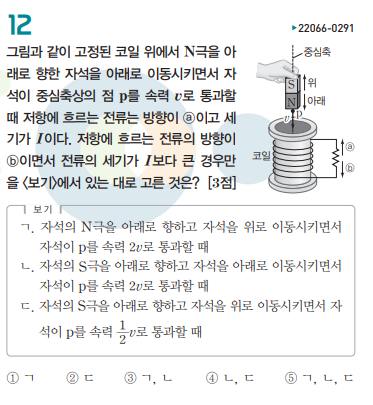 12
▶22066-0291
그림과 같이 고정된 코일 위에서 N극을 아
래로 향한 자석을 아래로 이동시키면서 자
석이 중심축상의 점 p를 속력 v로 통과할
때 저항에 흐르는 전류는 방향이 ⓐ이고 세
기가 I이다. 저항에 흐르는 전류의 방향이
ⓑ이면서 전류의 세기가 I보다 큰 경우만
을 <보기>에서 있는 대로 고른 것은? [3점]
중심축
S
위
N
아래
v
p
코일
ⓐ
ⓑ
보기
ㄱ. 자석의 N극을 아래로 향하고 자석을 위로 이동시키면서
자석이 p를 속력 2v로 통과할 때
ㄴ. 자석의 S극을 아래로 향하고 자석을 아래로 이동시키면서
자석이 p를 속력 2v로 통과할 때
ㄷ. 자석의 S극을 아래로 향하고 자석을 위로 이동시키면서 자
석이 p를 속력 1/2v로 통과할 때
① ㄱ ② ㄷ ③ ㄱ, ㄴ ④ ㄴ, ㄷ ⑤ ㄱ, ㄴ, ㄷ